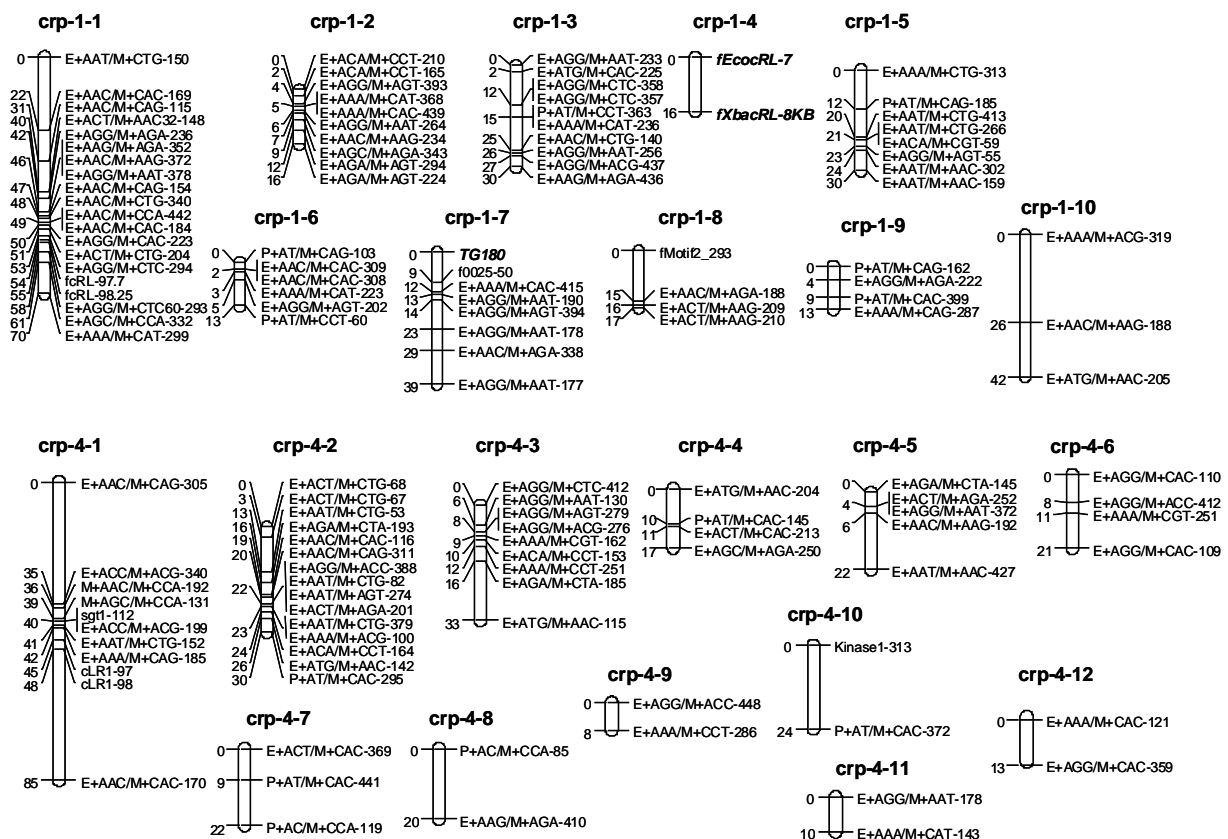 crp-1-1
0 E+AAT/M+CTG-150
22 E+AAC/M+CAC-169
31 E+AAC/M+CAG-115
40 E+ACT/M+AAC32-148
42 E+AGG/M+AGA-236
E+AAG/M+AGA-352
46 E+AAC/M+AAG-372
E+AGG/M+AAT-378
47 E+AAC/M+CAG-154
48 E+AAC/M+CTG-340
E+AAC/M+CCA-442
49 E+AAC/M+CAC-184
50 E+AGG/M+CAC-223
51 E+ACT/M+CTG-204
53 E+AGG/M+CTC-294
54 fcRL-97.7
55 fcRL-98.25
58 E+AGG/M+CTC60-293
61 E+AGC/M+CCA-332
70 E+AAA/M+CAT-299
crp-1-2
0 E+ACA/M+CCT-210
2 E+ACA/M+CCT-165
4 E+AGG/M+AGT-393
E+AAA/M+CAT-368
5 E+AAA/M+CAC-439
6 E+AGG/M+AAT-264
7 E+AAC/M+AAG-234
9 E+AGC/M+AGA-343
12 E+AGA/M+AGT-294
16 E+AGA/M+AGT-224
crp-1-3
0 E+AGG/M+AAT-233
2 E+ATG/M+CAC-225
E+AGG/M+CTC-358
12 E+AGG/M+CTC-357
P+AT/M+CCT-363
15 E+AAA/M+CAT-236
25 E+AAC/M+CTG-140
26 E+AGG/M+AAT-256
27 E+AGG/M+ACG-437
30 E+AAG/M+AGA-436
crp-1-4
0 fEcocRL-7
16 fXbacRL-8KB
crp-1-5
0 E+AAA/M+CTG-313
12 P+AT/M+CAG-185
20 E+AAT/M+CTG-413
E+AAT/M+CTG-266
21 E+ACA/M+CGT-59
23 E+AGG/M+AGT-55
24 E+AAT/M+AAC-302
30 E+AAT/M+AAC-159
crp-1-6
0 P+AT/M+CAG-103
E+AAC/M+CAC-309
2 E+AAC/M+CAC-308
3 E+AAA/M+CAT-223
5 E+AGG/M+AGT-202
13 P+AT/M+CCT-60
crp-1-7
0 TG180
9 f0025-50
12 E+AAA/M+CAC-415
13 E+AGG/M+AAT-190
14 E+AGG/M+AGT-394
23 E+AGG/M+AAT-178
29 E+AAC/M+AGA-338
39 E+AGG/M+AAT-177
crp-1-8
0 fMotif2_293
15 E+AAC/M+AGA-188
16 E+ACT/M+AAG-209
17 E+ACT/M+AAG-210
crp-1-9
0 P+AT/M+CAG-162
4 E+AGG/M+AGA-222
9 P+AT/M+CAC-399
13 E+AAA/M+CAG-287
crp-1-10
0 E+AAA/M+ACG-319
26 E+AAC/M+AAG-188
42 E+ATG/M+AAC-205
crp-4-1
0 E+AAC/M+CAG-305
35 E+ACC/M+ACG-340
36 M+AAC/M+CCA-192
39 M+AGC/M+CCA-131
sgt1-112
40 E+ACC/M+ACG-199
41 E+AAT/M+CTG-152
42 E+AAA/M+CAG-185
45 cLR1-97
48 cLR1-98
85 E+AAC/M+CAC-170
crp-4-2
0 E+ACT/M+CTG-68
3 E+ACT/M+CTG-67
13 E+AAT/M+CTG-53
16 E+AGA/M+CTA-193
19 E+AAC/M+CAC-116
20 E+AAC/M+CAG-311
E+AGG/M+ACC-388
E+AAT/M+CTG-82
22 E+AAT/M+AGT-274
E+ACT/M+AGA-201
E+AAT/M+CTG-379
23 E+AAA/M+ACG-100
24 E+ACA/M+CCT-164
26 E+ATG/M+AAC-142
30 P+AT/M+CAC-295
crp-4-3
0 E+AGG/M+CTC-412
6 E+AGG/M+AAT-130
E+AGG/M+AGT-279
8 E+AGG/M+ACG-276
9 E+AAA/M+CGT-162
10 E+ACA/M+CCT-153
12 E+AAA/M+CCT-251
16 E+AGA/M+CTA-185
33 E+ATG/M+AAC-115
crp-4-4
0 E+ATG/M+AAC-204
10 P+AT/M+CAC-145
11 E+ACT/M+CAC-213
17 E+AGC/M+AGA-250
crp-4-5
0 E+AGA/M+CTA-145
E+ACT/M+AGA-252
4 E+AGG/M+AAT-372
6 E+AAC/M+AAG-192
22 E+AAT/M+AAC-427
crp-4-6
0 E+AGG/M+CAC-110
8 E+AGG/M+ACC-412
11 E+AAA/M+CGT-251
21 E+AGG/M+CAC-109
crp-4-7
0 E+ACT/M+CAC-369
9 P+AT/M+CAC-441
22 P+AC/M+CCA-119
crp-4-8
0 P+AC/M+CCA-85
20 E+AAG/M+AGA-410
crp-4-9
0 E+AGG/M+ACC-448
8 E+AAA/M+CCT-286
crp-4-10
0 Kinase1-313
24 P+AT/M+CAC-372
crp-4-11
0 E+AGG/M+AAT-178
10 E+AAA/M+CAT-143
crp-4-12
0 E+AAA/M+CAC-121
13 E+AGG/M+CAC-359